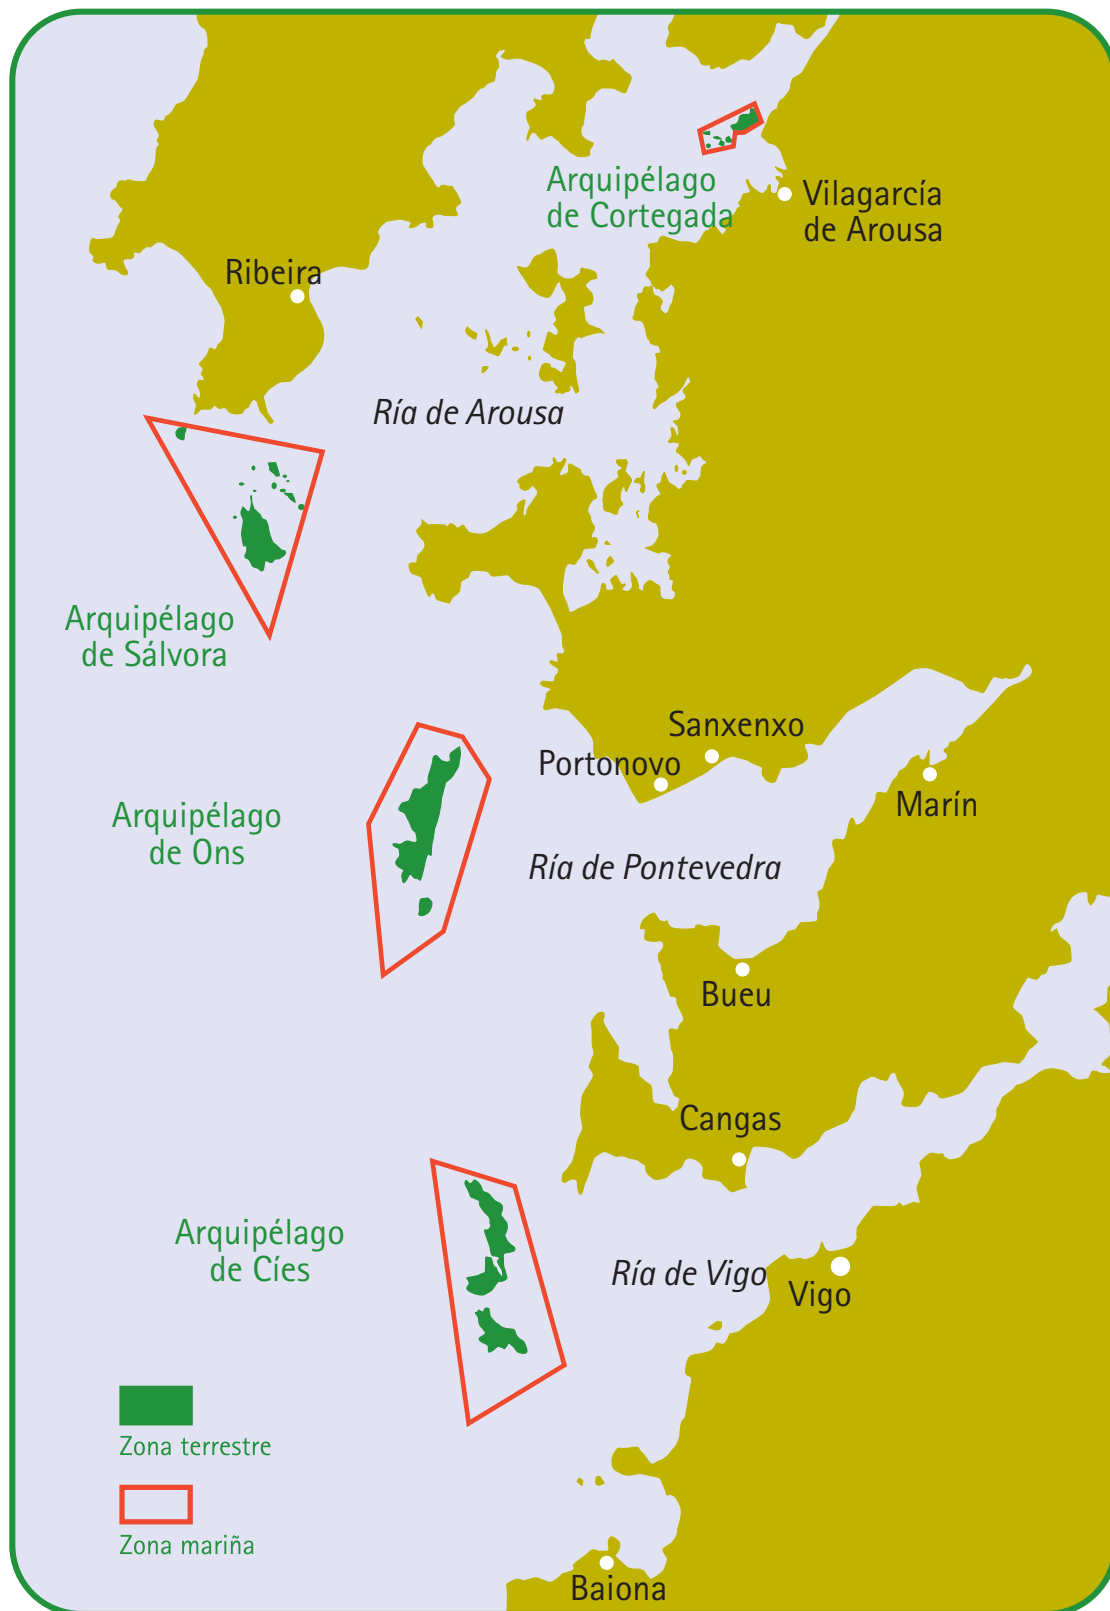 Arquipélago
de Cortegada
Vilagarcía
de Arousa
Ribeira
Ría de Arousa
Arquipélago
de Sálvora
Sanxenxo
Portonovo
Marín
Arquipélago
de Ons
Ría de Pontevedra
Bueu
Cangas
Arquipélago
de Cíes
Ría de Vigo
Vigo
Zona terrestre
Zona mariña
Baiona